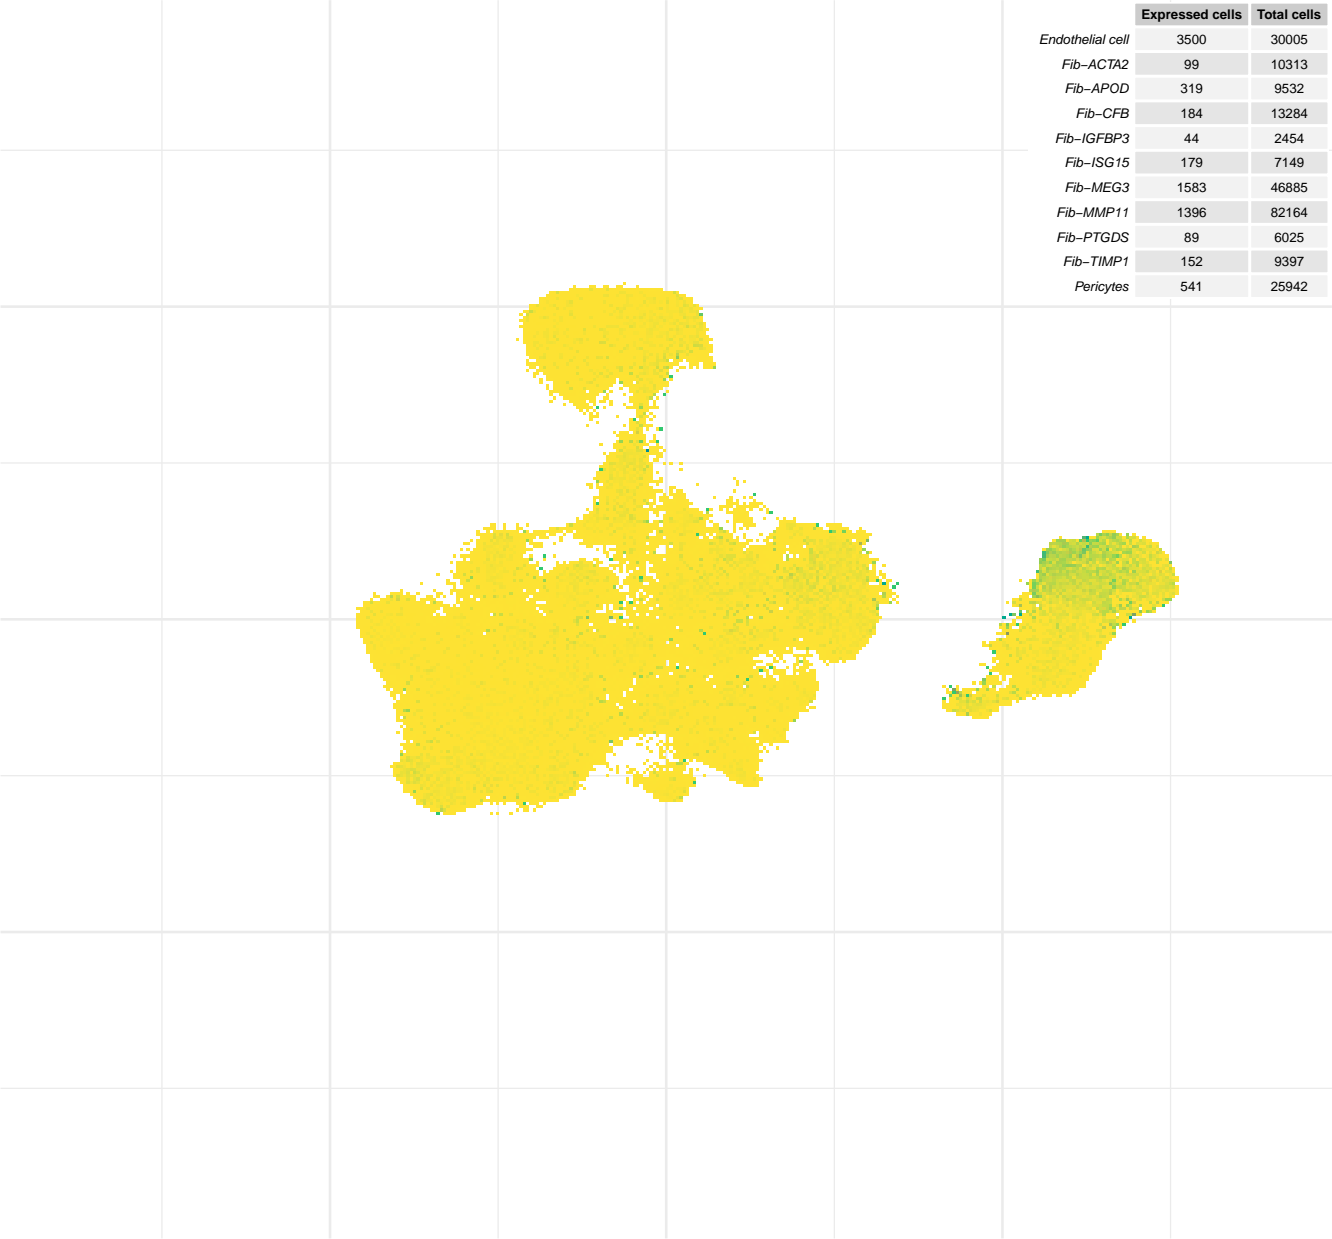 Expressed cells Total cells
Endothelial cell 3500 30005
Fib−ACTA2 99 10313
Fib−APOD 319 9532
Fib−CFB 184 13284
Fib−IGFBP3 44 2454
Fib−ISG15 179 7149
Fib−MEG3 1583 46885
Fib−MMP11 1396 82164
Fib−PTGDS 89 6025
Fib−TIMP1 152 9397
Pericytes 541 25942